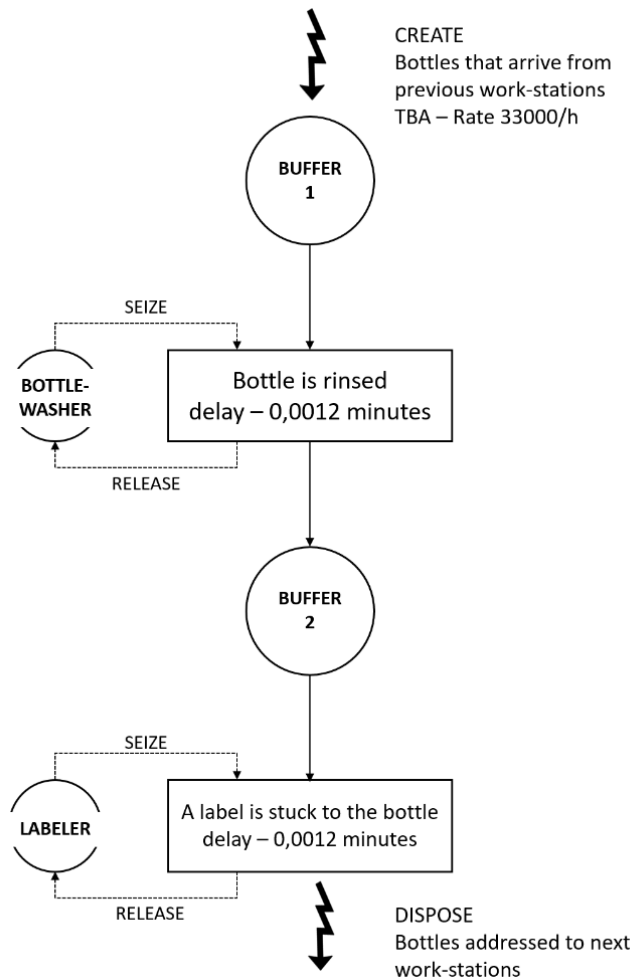 CREATE
Bottles that arrive from
previous work-stations
TBA – Rate 33000/h
BUFFER
1
SEIZE
BOTTLE-
WASHER
Bottle is rinsed
delay – 0,0012 minutes
RELEASE
BUFFER
2
SEIZE
LABELER
A label is stuck to the bottle
delay – 0,0012 minutes
RELEASE
DISPOSE
Bottles addressed to next
work-stations